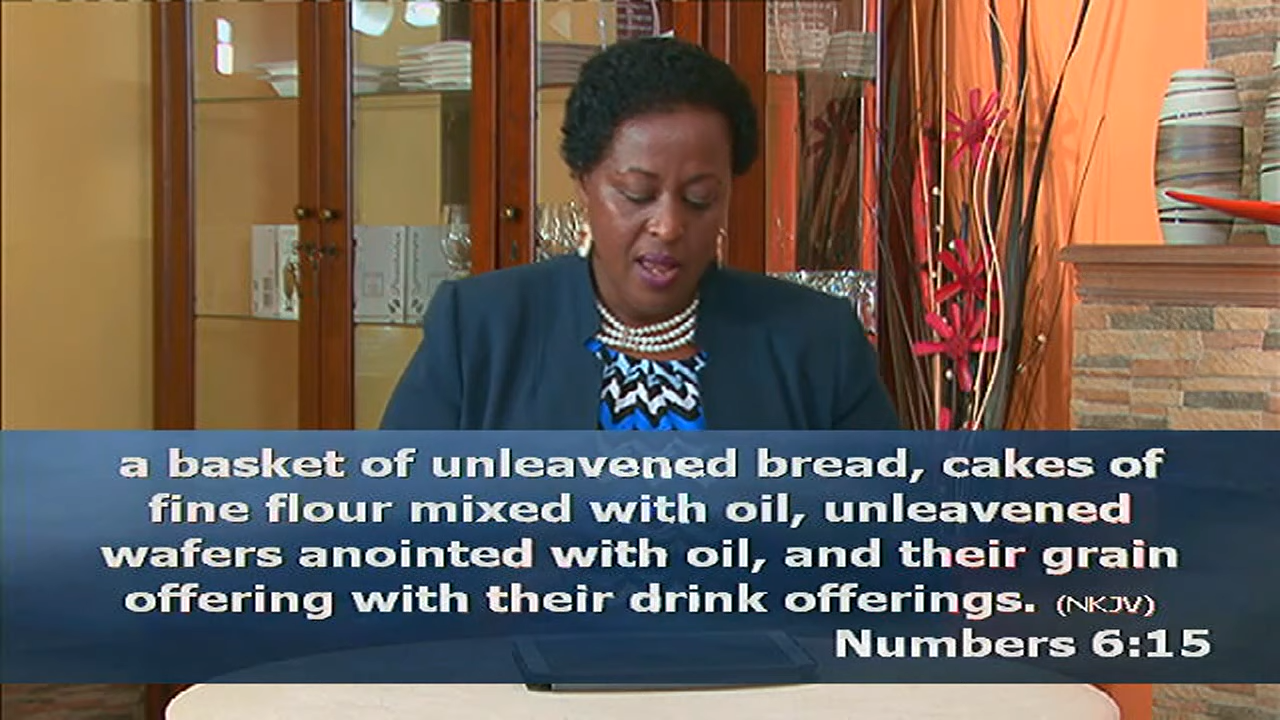 a basket of unleavened bread, cakes of
fine flour mixed with oil, unleavened
wafers anointed with oil, and their grain
offering with their drink offerings. (NKJV)
Numbers 6:15